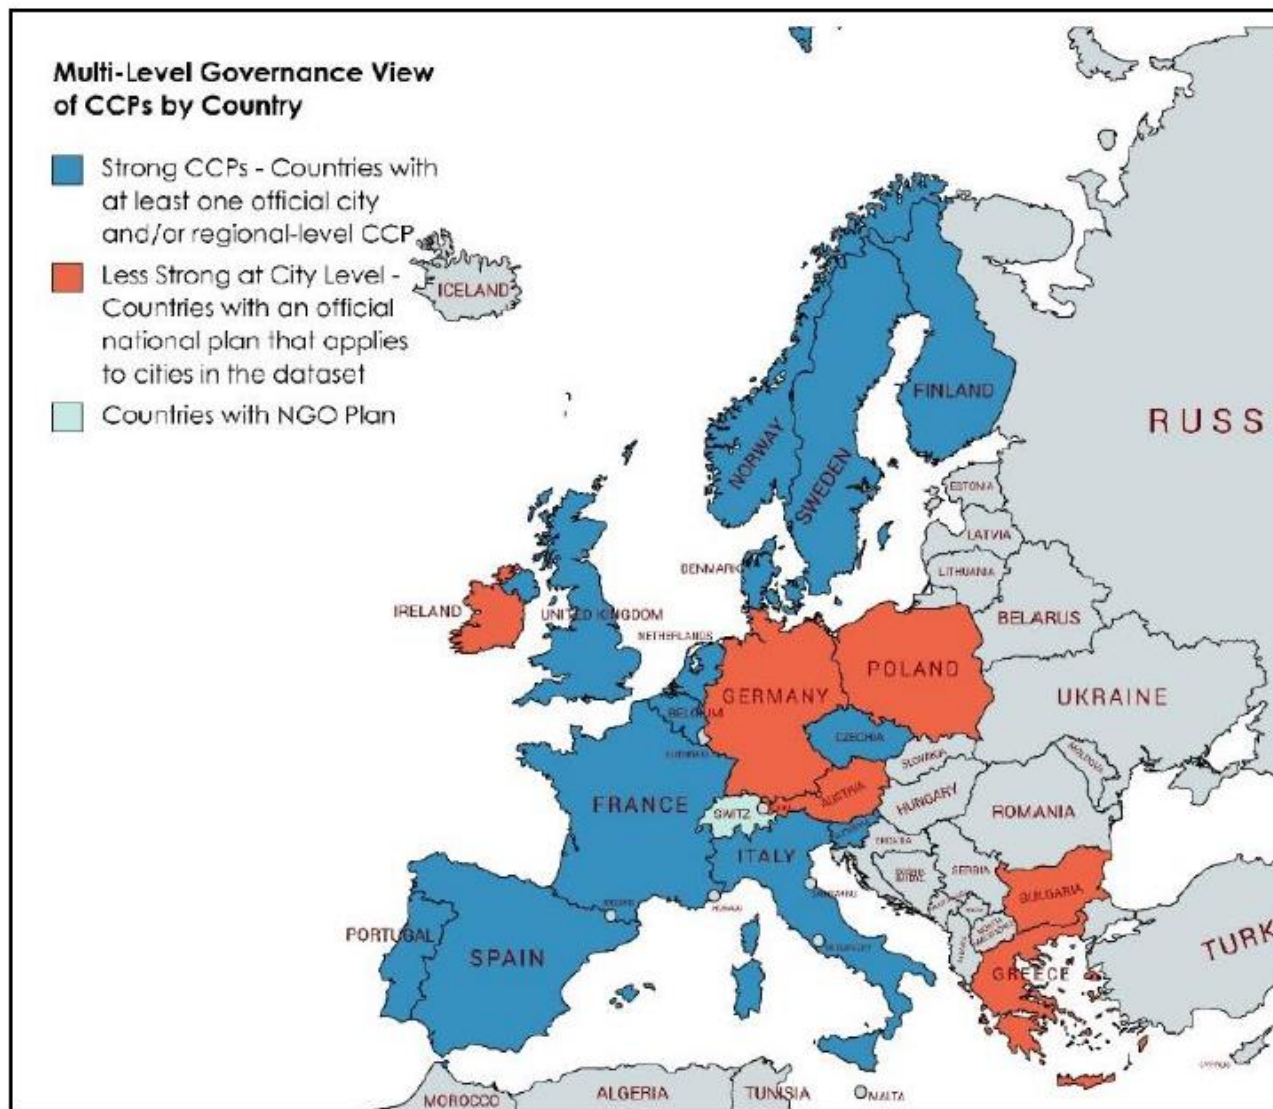 Multi-Level Governance View
of CCPs by Country
Strong CCPs - Countries with
at least one official city
and/or regional-level CCP
Less Strong at City Level -
Countries with an official
national plan that applies
to cities in the dataset
Countries with NGO Plan
ICELAND
RUSS
FINLAND
NORWAY
SWEDEN
ESTONIA
LATVIA
LITHUANIA
DENMARK
BELARUS
IRELAND
UNITED KINGDOM
NETHERLANDS
POLAND
GERMANY
UKRAINE
BELGIUM
CZECHIA
SLOVAKIA
MOLDOVA
AUSTRIA
HUNGARY
FRANCE
SWITZ
ROMANIA
ITALY
CROATIA
SERBIA
BULGARIA
PORTUGAL
SPAIN
GREECE
TURK
CYPRUS
MOROCCO
ALGERIA
TUNISIA
MALTA